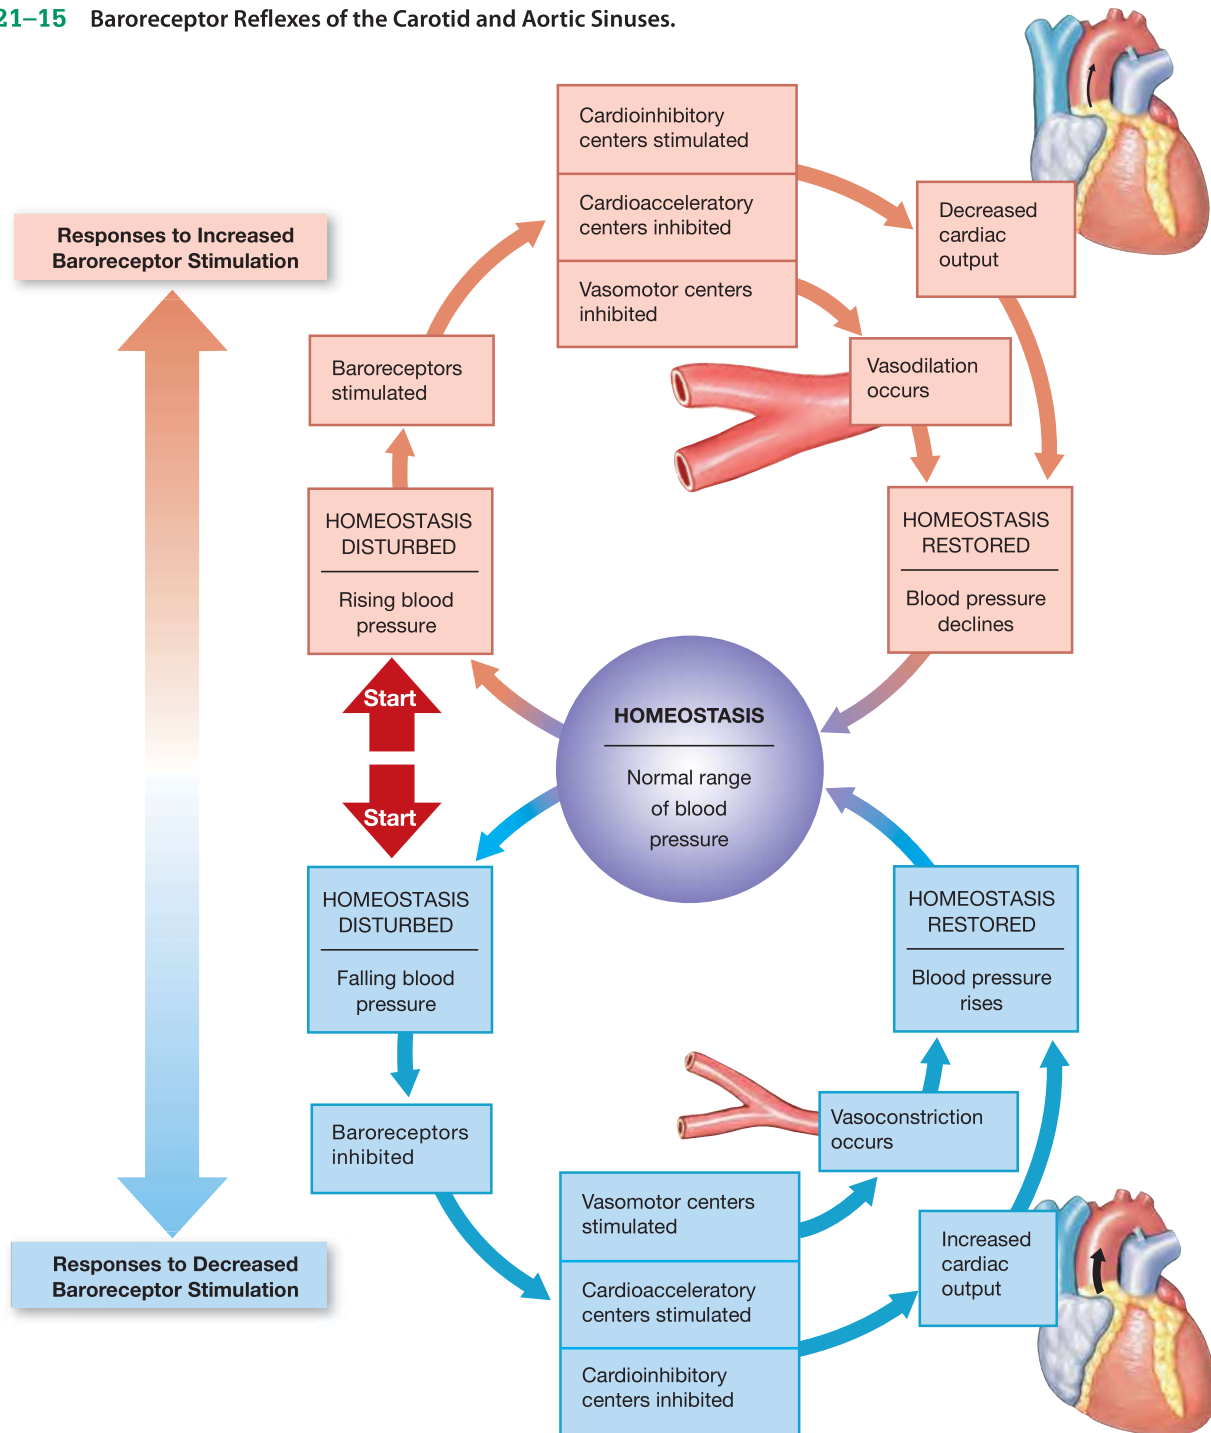 21–15 Baroreceptor Reflexes of the Carotid and Aortic Sinuses.
Responses to Increased
Baroreceptor Stimulation
Cardioinhibitory
centers stimulated
Cardioacceleratory
centers inhibited
Vasomotor centers
inhibited
Decreased
cardiac
output
Baroreceptors
stimulated
Vasodilation
occurs
HOMEOSTASIS
DISTURBED
Rising blood
pressure
HOMEOSTASIS
RESTORED
Blood pressure
declines
Start
HOMEOSTASIS
Normal range
of blood
pressure
Start
HOMEOSTASIS
DISTURBED
Falling blood
pressure
HOMEOSTASIS
RESTORED
Blood pressure
rises
Baroreceptors
inhibited
Vasoconstriction
occurs
Vasomotor centers
stimulated
Cardioacceleratory
centers stimulated
Cardioinhibitory
centers inhibited
Increased
cardiac
output
Responses to Decreased
Baroreceptor Stimulation